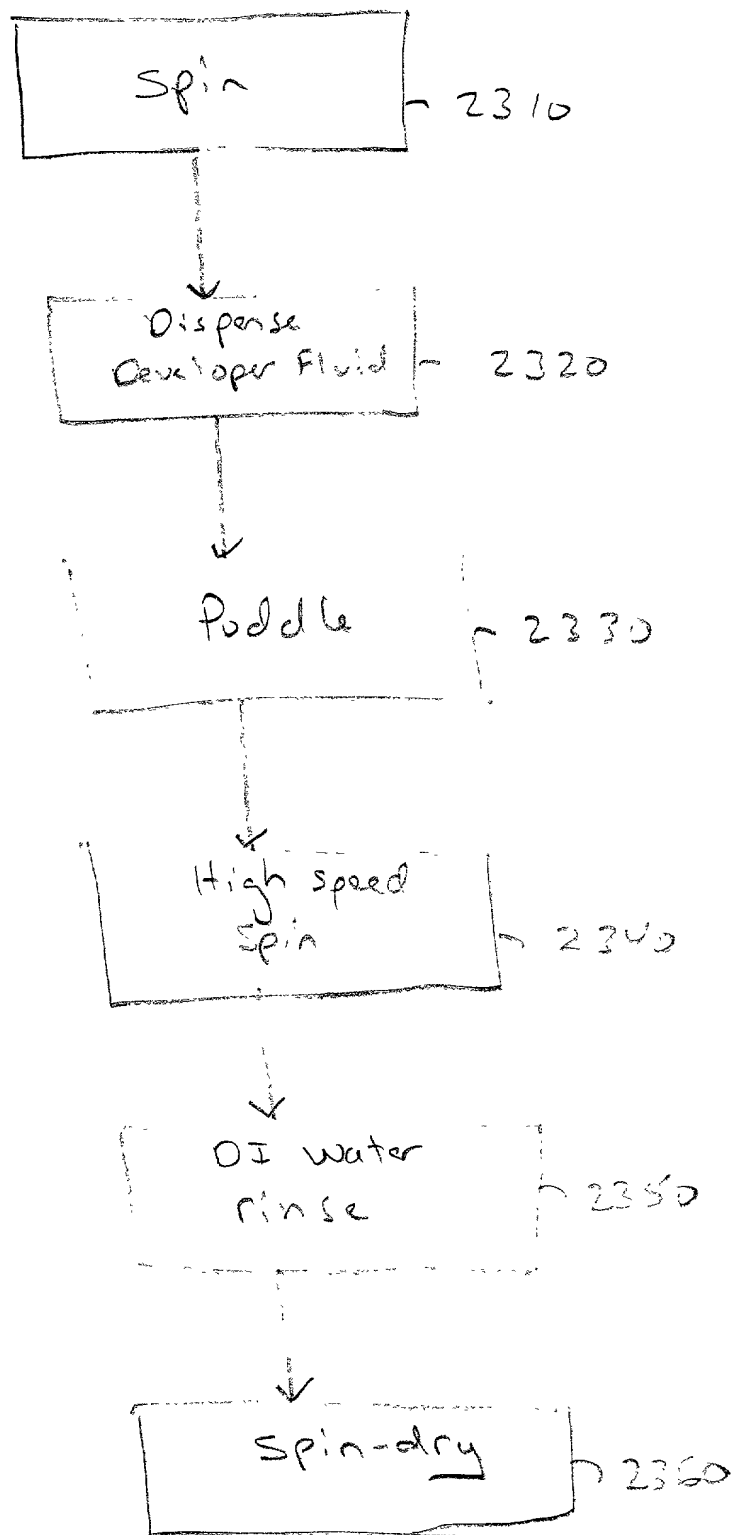 Spin
2310
Dispense
Developer Fluid
2320
Puddle
2330
High speed
Spin
2340
DI water
rinse
2350
Spin-dry
2360